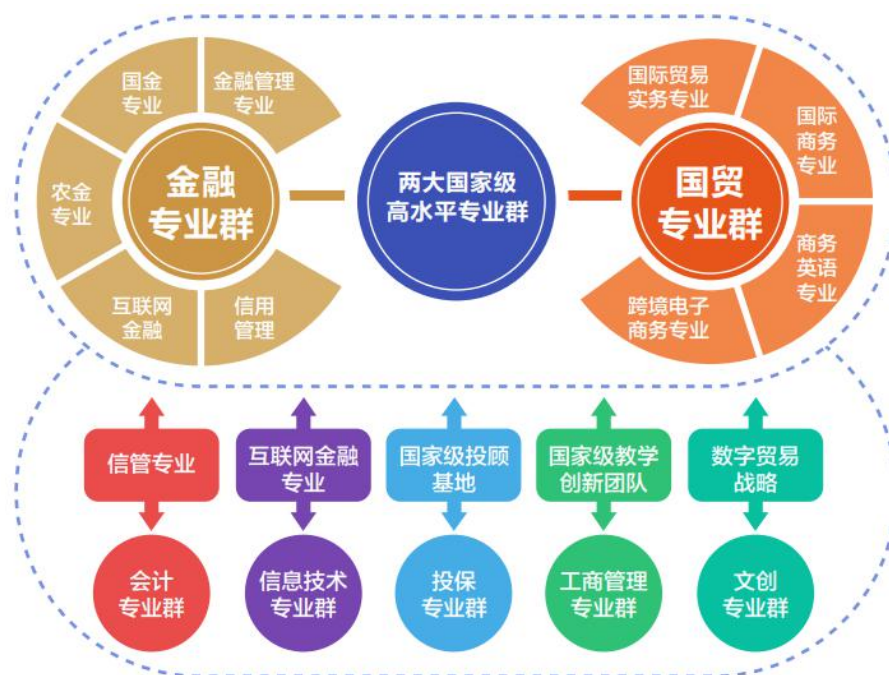 国金
专业
金融管理
专业
农金
专业
金融
专业群
互联网
金融
信用
管理
两大国家级
高水平专业群
国际贸易
实务专业
国际
商务
专业
国贸
专业群
商务
英语
专业
跨境电子
商务专业
信管专业
互联网金融
专业
国家级投顾
基地
国家级教学
创新团队
数字贸易
战略
会计
专业群
信息技术
专业群
投保
专业群
工商管理
专业群
文创
专业群